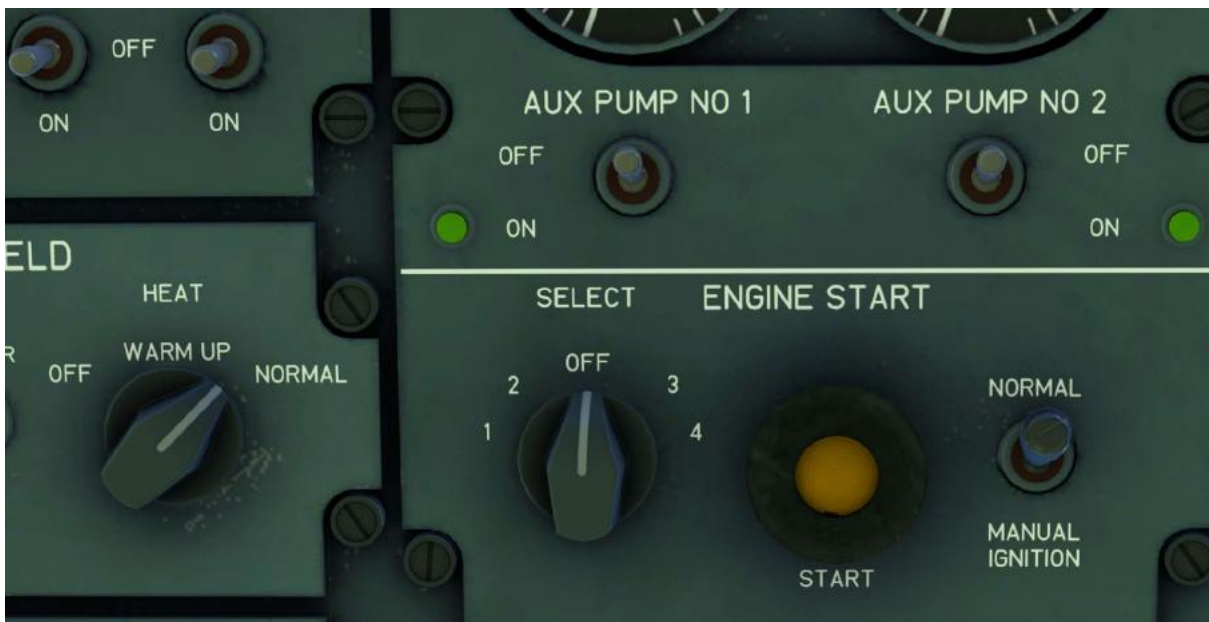 OFF
ON
ON
AUX PUMP NO 1
AUX PUMP NO 2
OFF
ON
OFF
ON
HEAT
WARM UP
OFF
NORMAL
SELECT
ENGINE START
OFF
2
3
1
4
START
NORMAL
MANUAL
IGNITION